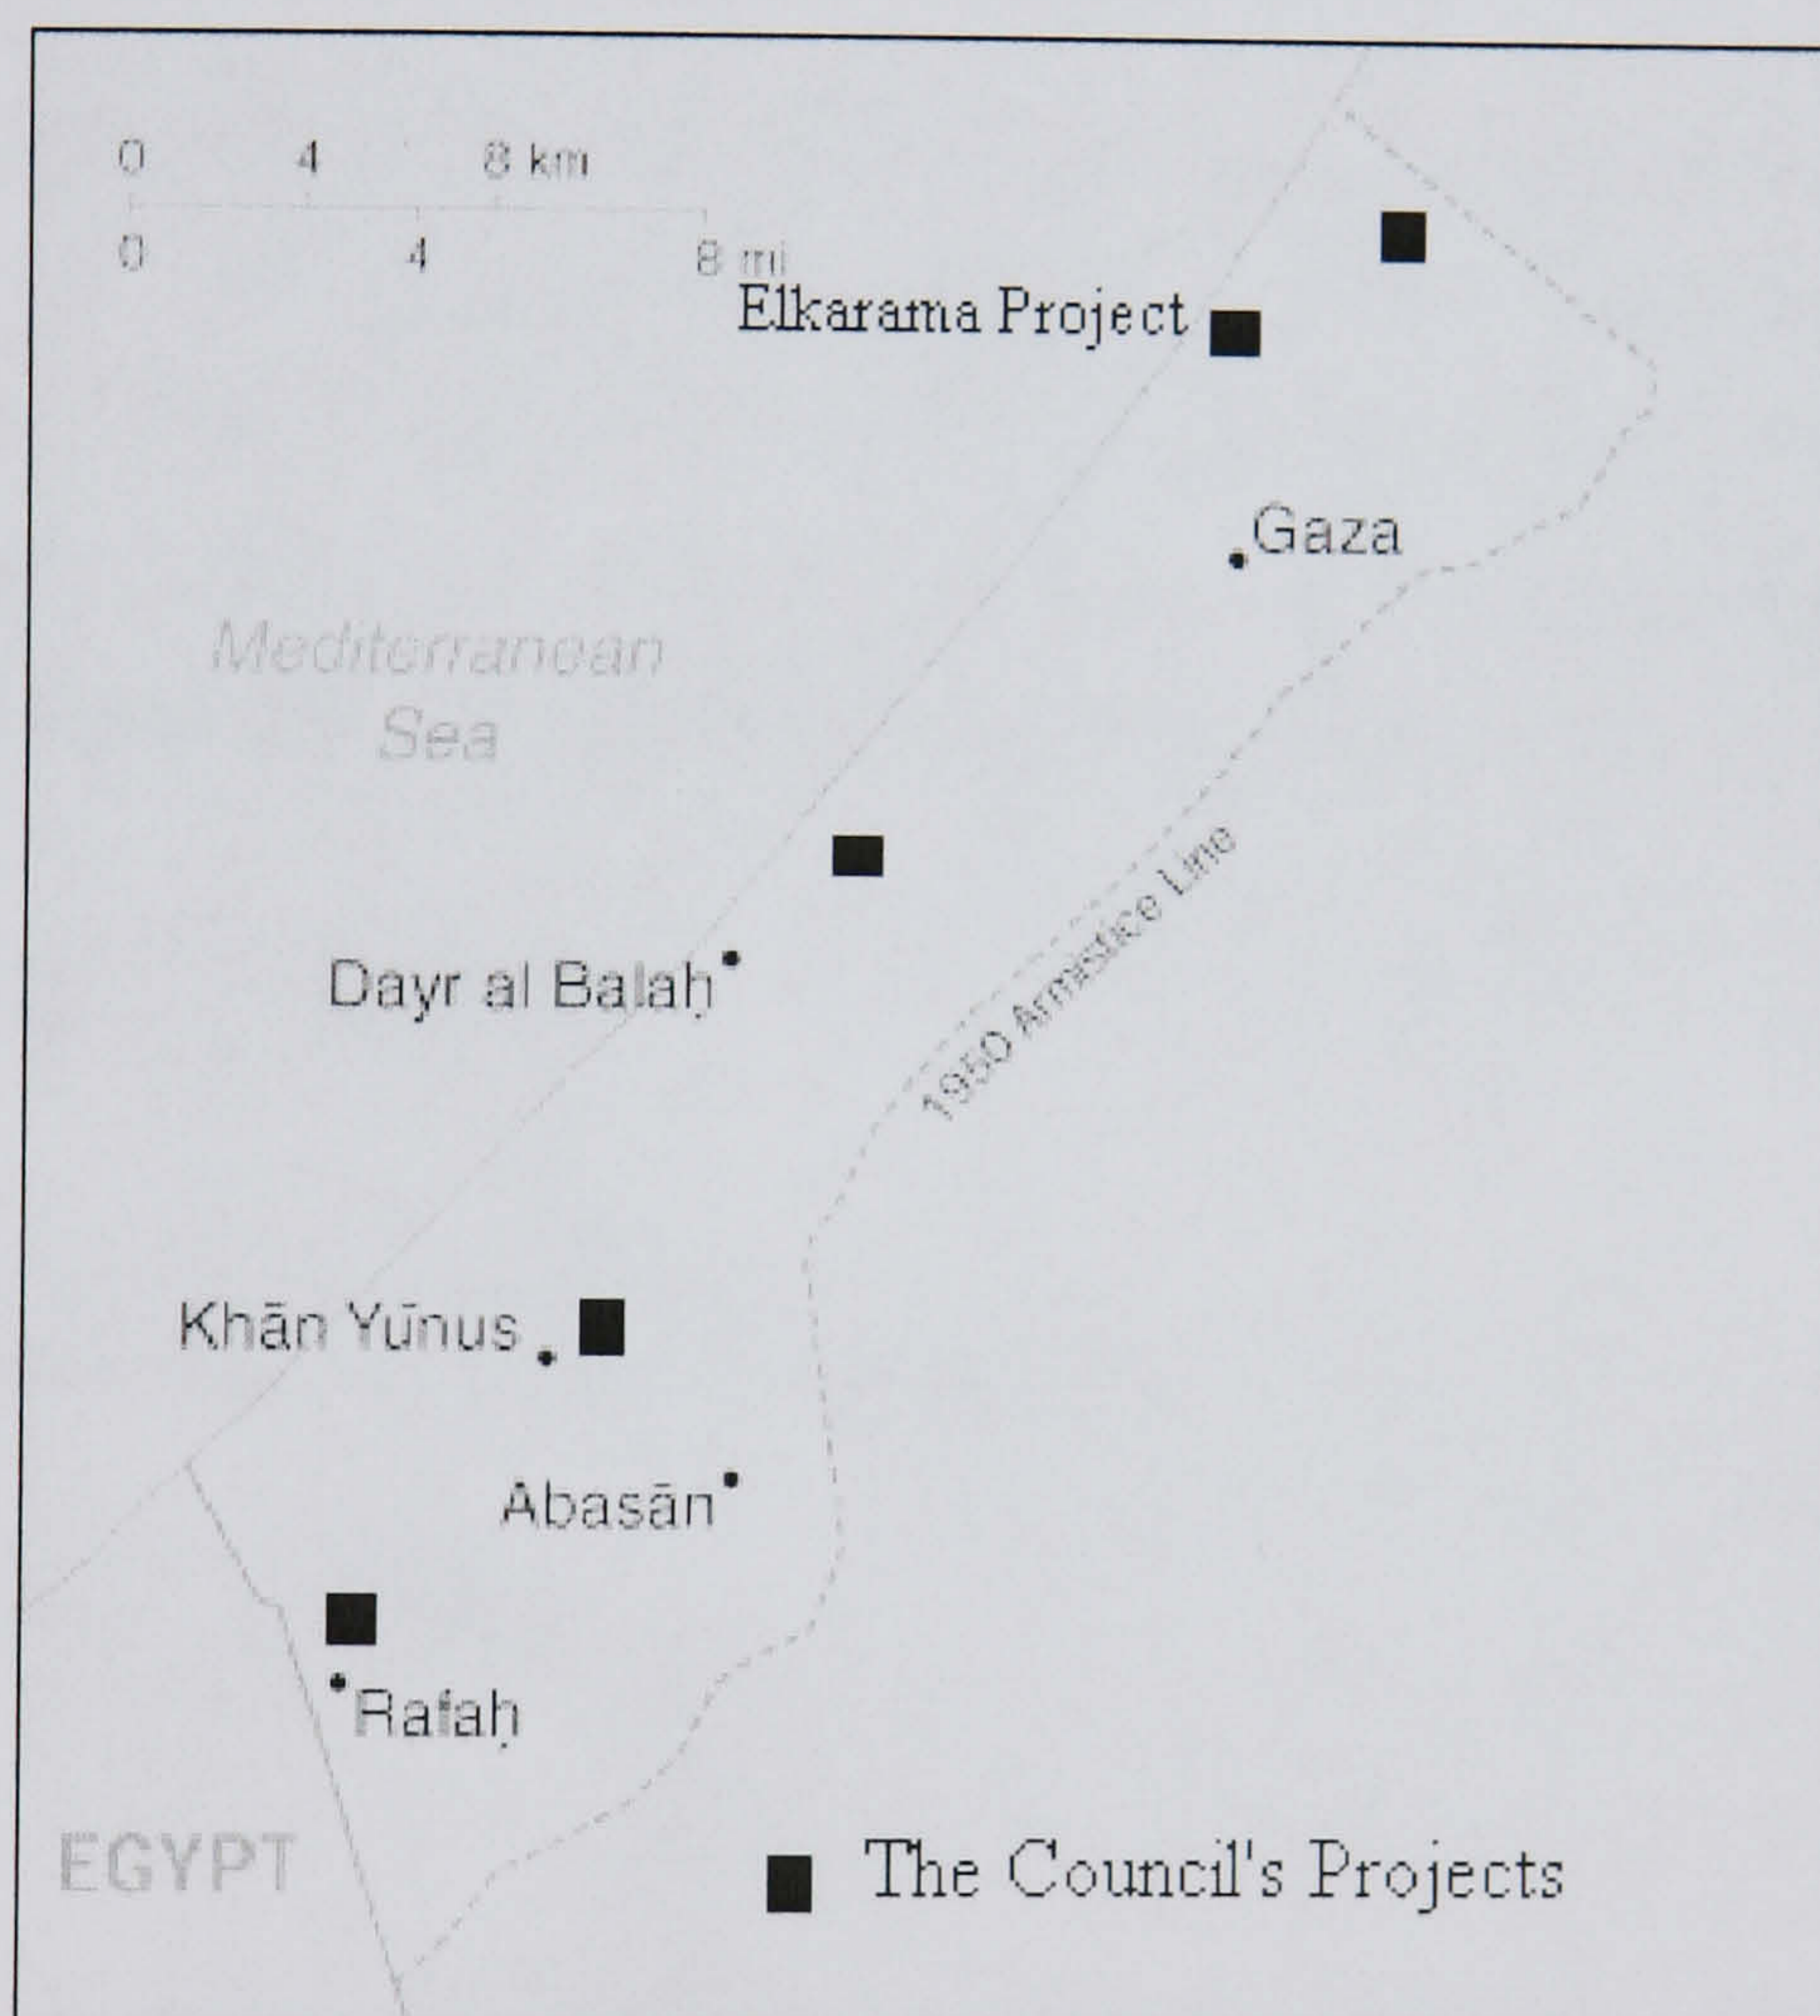 0 4 8 km
0 4 8 mi
Elkarama Project
Gaza
Mediterranean
Sea
1950 Armistice Line
Dayr al Balaḥ
Khān Yūnus
Abasān
Rafaḥ
EGYPT
The Council's Projects